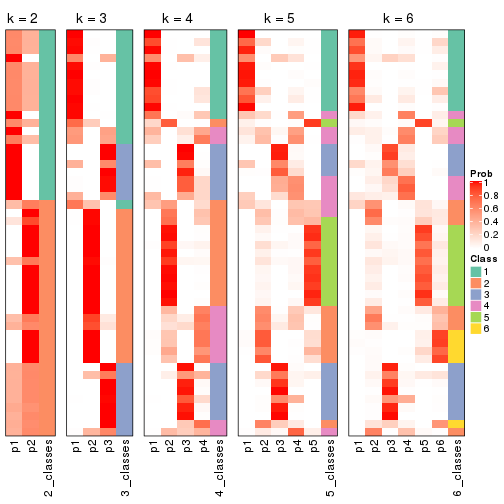 k = 2
k = 3
k = 4
k = 5
k = 6
p1
p2
2_classes
p1
p2
p3
3_classes
p1
p2
p3
p4
4_classes
p1
p2
p3
p4
p5
5_classes
p1
p2
p3
p4
p5
p6
6_classes
Prob
1
0.8
0.6
0.4
0.2
0
Class
1
2
3
4
5
6